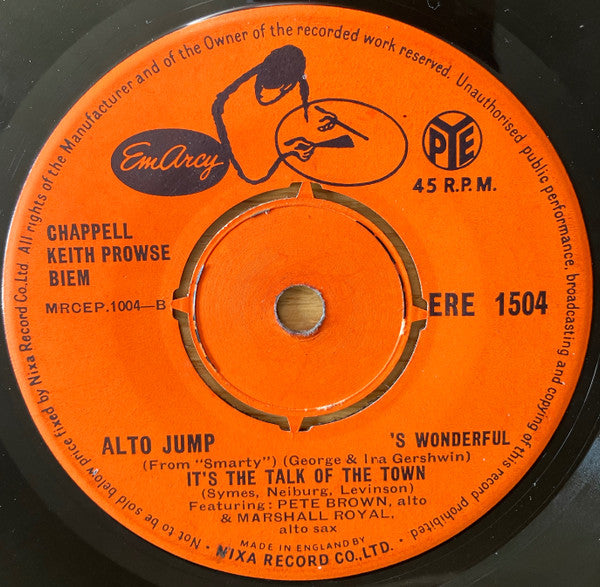 All rights of the Manufacturer and of the Owner of the recorded work reserved. Unauthorised public performance, broadcasting and copying of this record prohibited.
Not to be sold below price fixed by Nixa Record Co. Ltd.
EmArcy
PYE
45 R.P.M.
CHAPPELL
KEITH PROWSE
BIEM
MRCEP.1004—B
ERE 1504
ALTO JUMP 'S WONDERFUL
(From "Smarty") (George & Ira Gershwin)
IT'S THE TALK OF THE TOWN
(Symes, Neiburg, Levinson)
Featuring: PETE BROWN, alto
& MARSHALL ROYAL,
alto sax
MADE IN ENGLAND BY
NIXA RECORD CO., LTD.